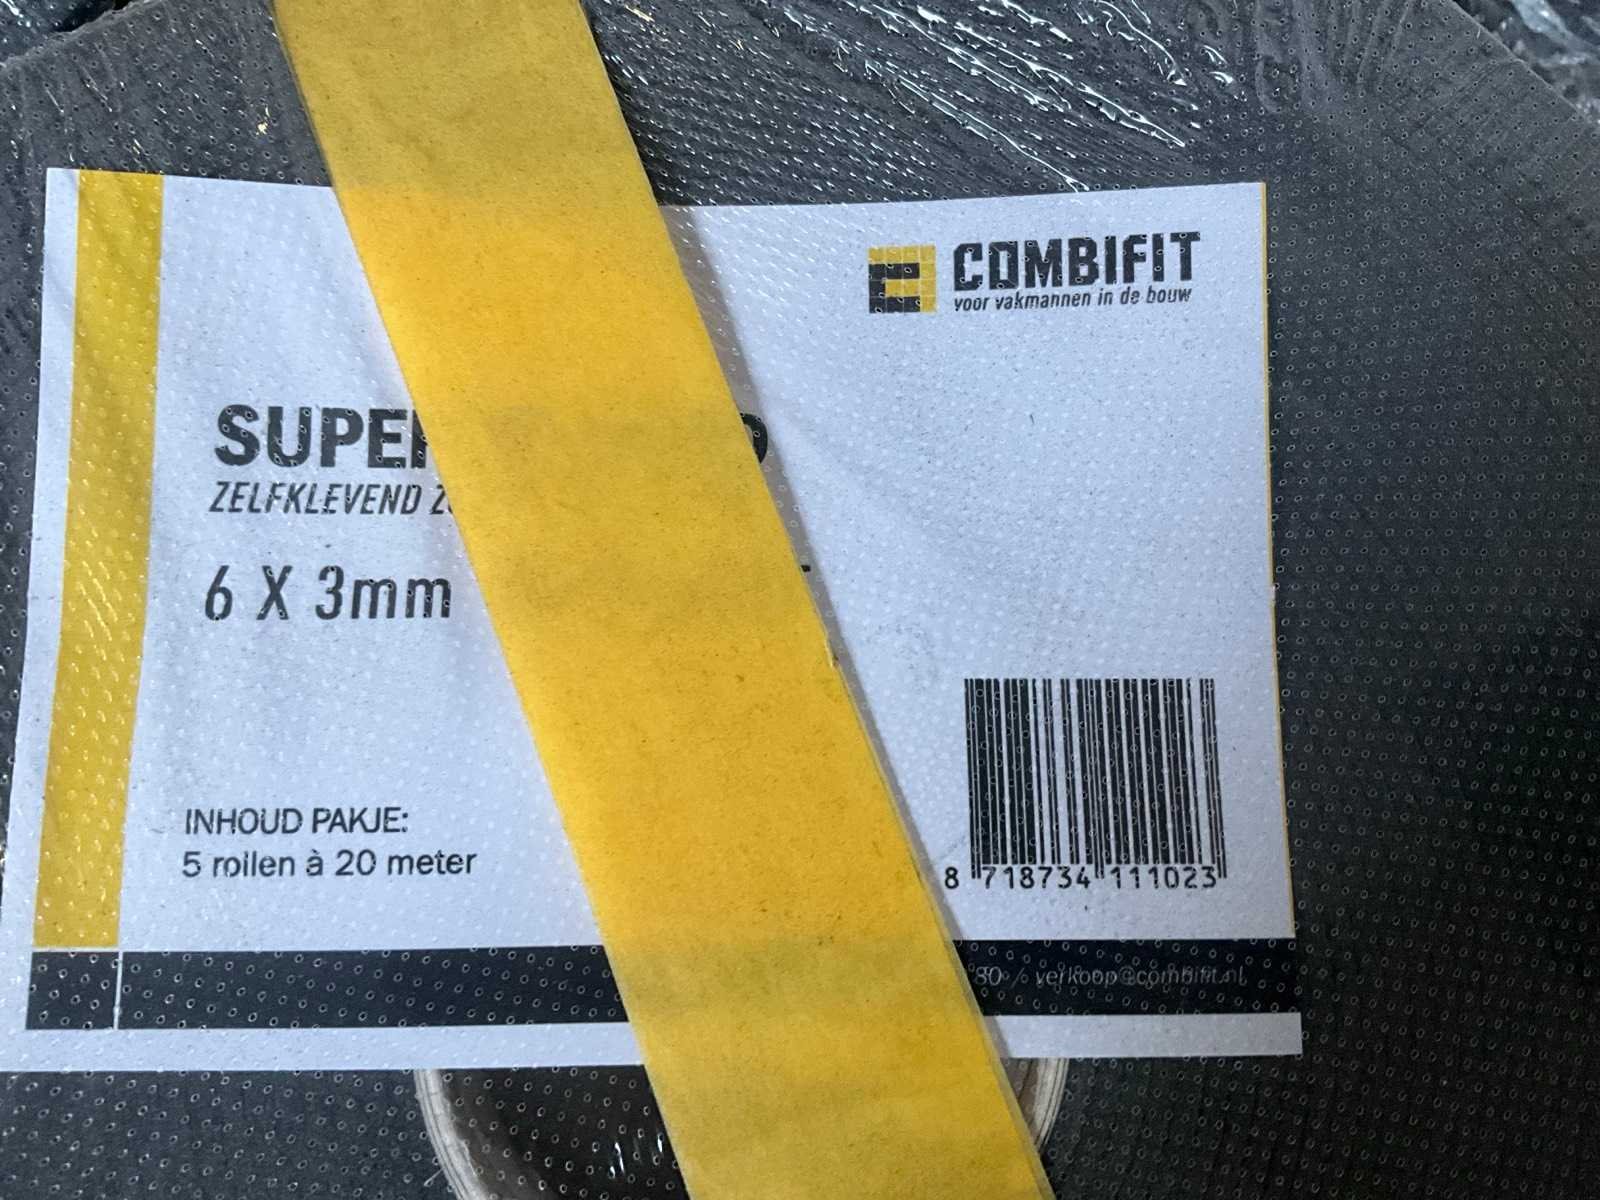 COMBIFIT
voor vakmannen in de bouw
ZELFKLEVEND
6 X 3mm
INHOUD PAKJE:
5 rollen à 20 meter
8 718734 111023
80 / verkoop@combifit.nl